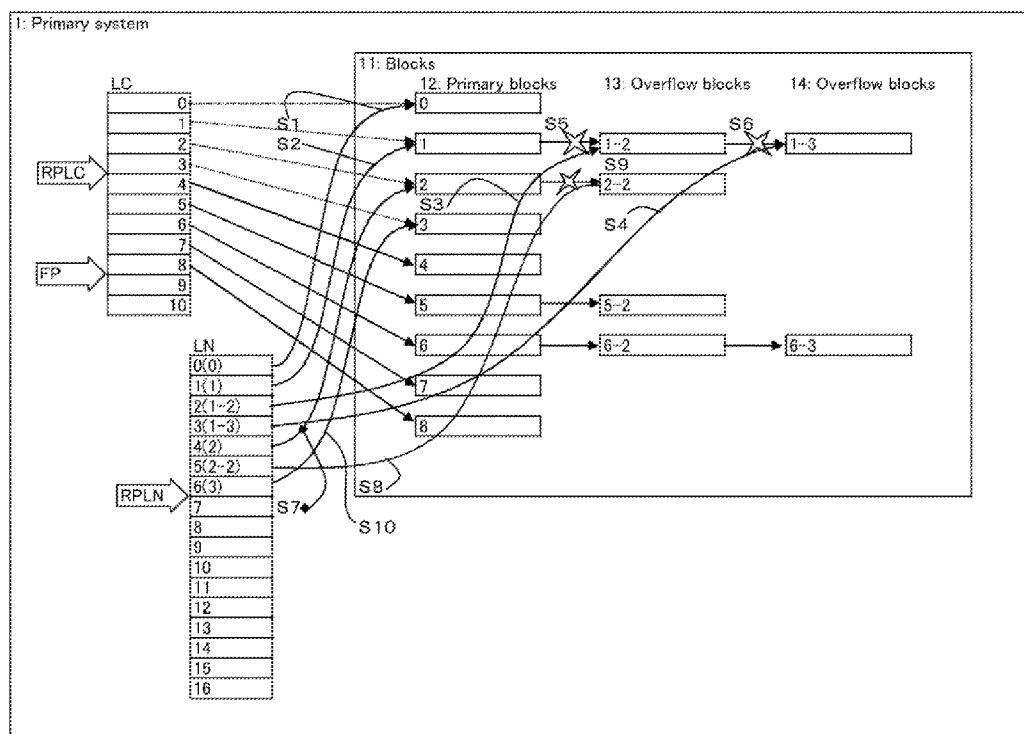 1: Primary system
11: Blocks
LC
12: Primary blocks
13: Overflow blocks
14: Overflow blocks
0
1
2
3
4
5
6
7
8
9
10
RPLC
FP
S1
S2
S3
S4
S5
S6
S9
0
1
1-2
1-3
2
2-2
3
4
5
5-2
6
6-2
6-3
7
8
LN
0(0)
1(1)
2(1-2)
3(1-3)
4(2)
5(2-2)
6(3)
7
8
9
10
11
12
13
14
15
16
RPLN
S7
S8
S10